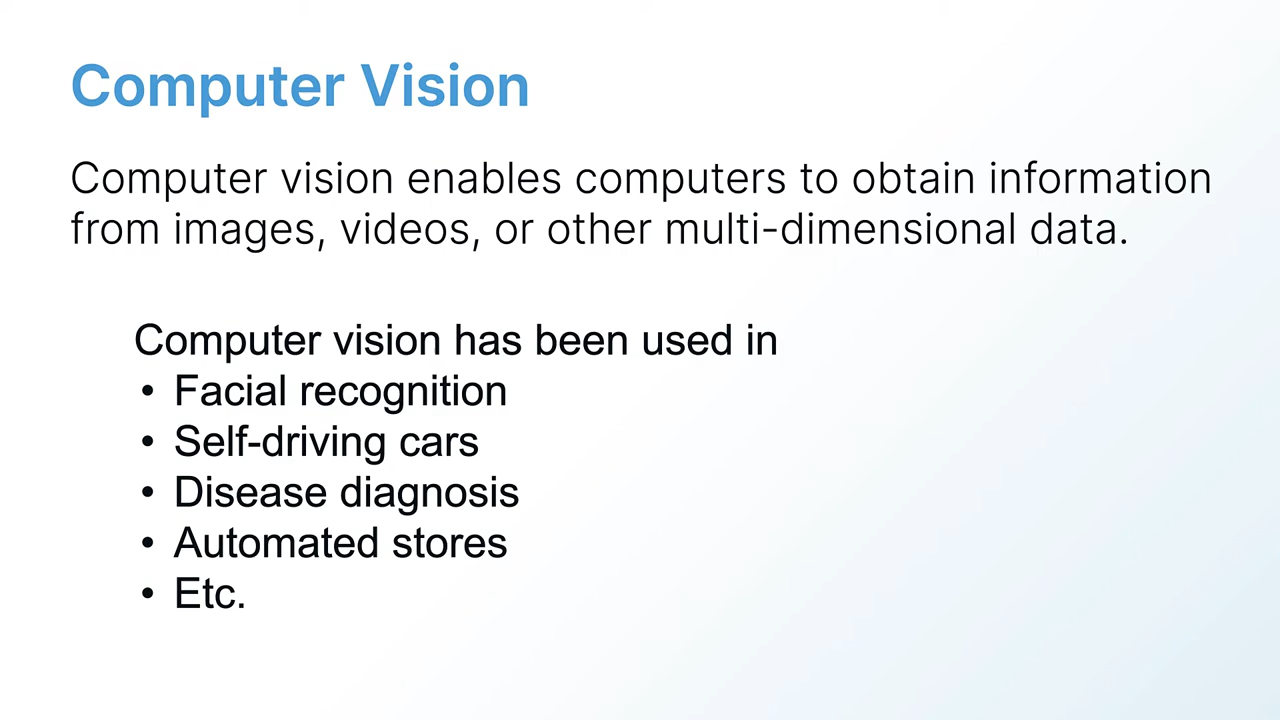 Computer Vision
Computer vision enables computers to obtain information
from images, videos, or other multi-dimensional data.
Computer vision has been used in
• Facial recognition
• Self-driving cars
• Disease diagnosis
• Automated stores
• Etc.